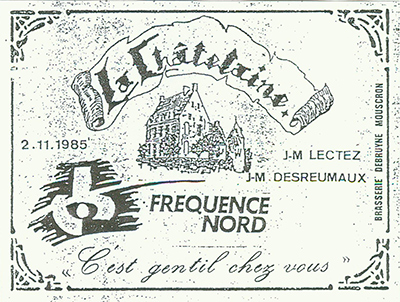 La Châtelaine.
2.11.1985
J-M LECTEZ
J-M DESREUMAUX
BRASSERIE DEBRUYNE MOUSCRON
FREQUENCE
NORD
« C'est gentil chez vous »